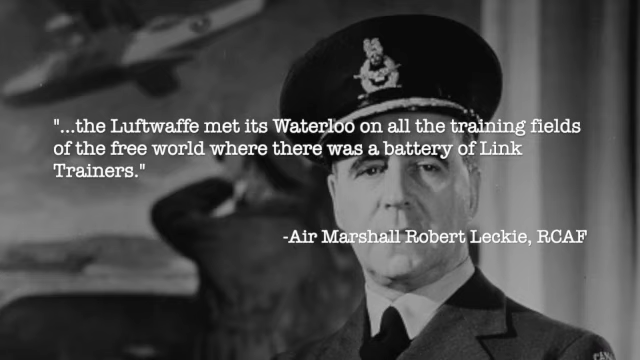 "...the Luftwaffe met its Waterloo on all the training fields
of the free world where there was a battery of Link
Trainers."
-Air Marshall Robert Leckie, RCAF
CAN